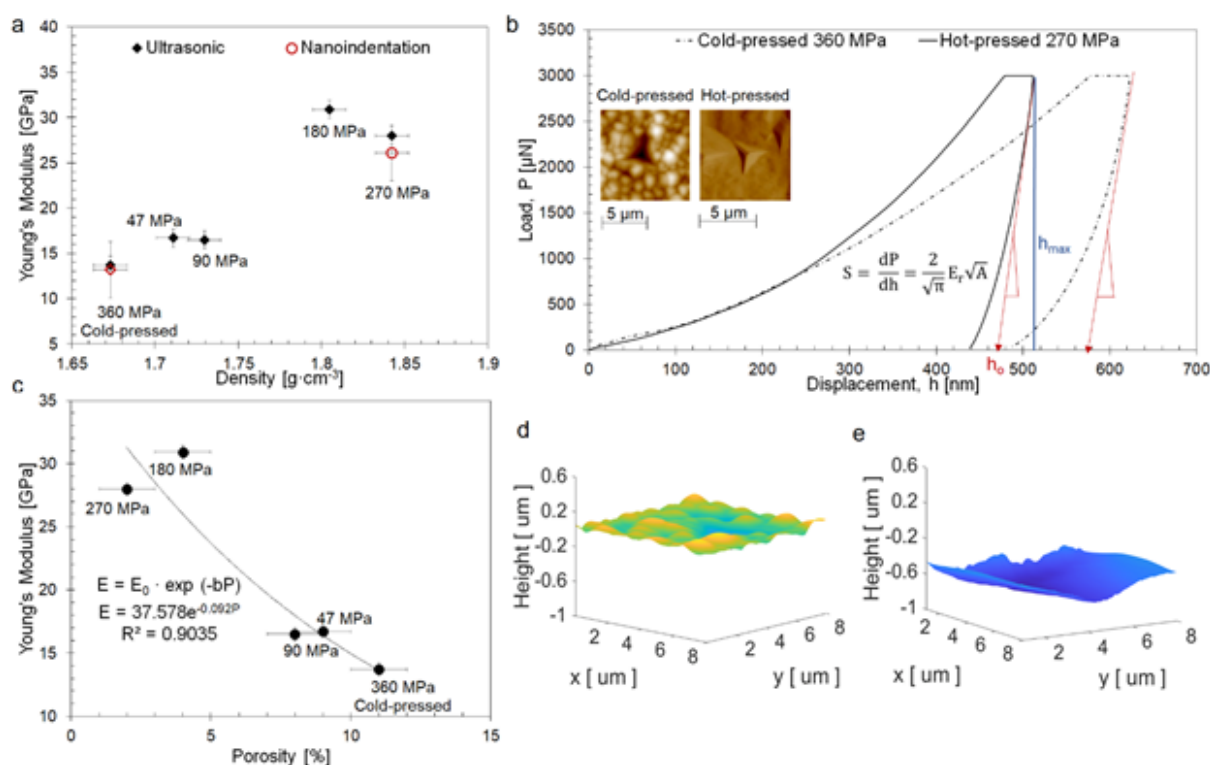 a
Ultrasonic
Nanoindentation
Young's Modulus [GPa]
40
35
30
25
20
15
10
5
180 MPa
270 MPa
47 MPa
90 MPa
360 MPa
Cold-pressed
1.65
1.7
1.75
1.8
1.85
1.9
Density [g·cm⁻³]
b
Cold-pressed 360 MPa
Hot-pressed 270 MPa
Load, P [µN]
3500
3000
2500
2000
1500
1000
500
0
Cold-pressed
Hot-pressed
5 µm
5 µm
S = dP/dh = 2/√π E_r√A
h_max
h_o
0
100
200
300
400
500
600
700
Displacement, h [nm]
c
Young's Modulus [GPa]
35
30
25
20
15
10
180 MPa
270 MPa
E = E₀ · exp (-bP)
E = 37.578e^-0.092P
R² = 0.9035
47 MPa
90 MPa
360 MPa
Cold-pressed
0
5
10
15
Porosity [%]
d
Height [ um ]
0.6
0.2
-0.2
-0.6
-1
2
4
6
8
x [ um ]
2
4
6
8
y [ um ]
e
Height [ um ]
0.6
0.2
-0.2
-0.6
-1
2
4
6
8
x [ um ]
2
4
6
8
y [ um ]